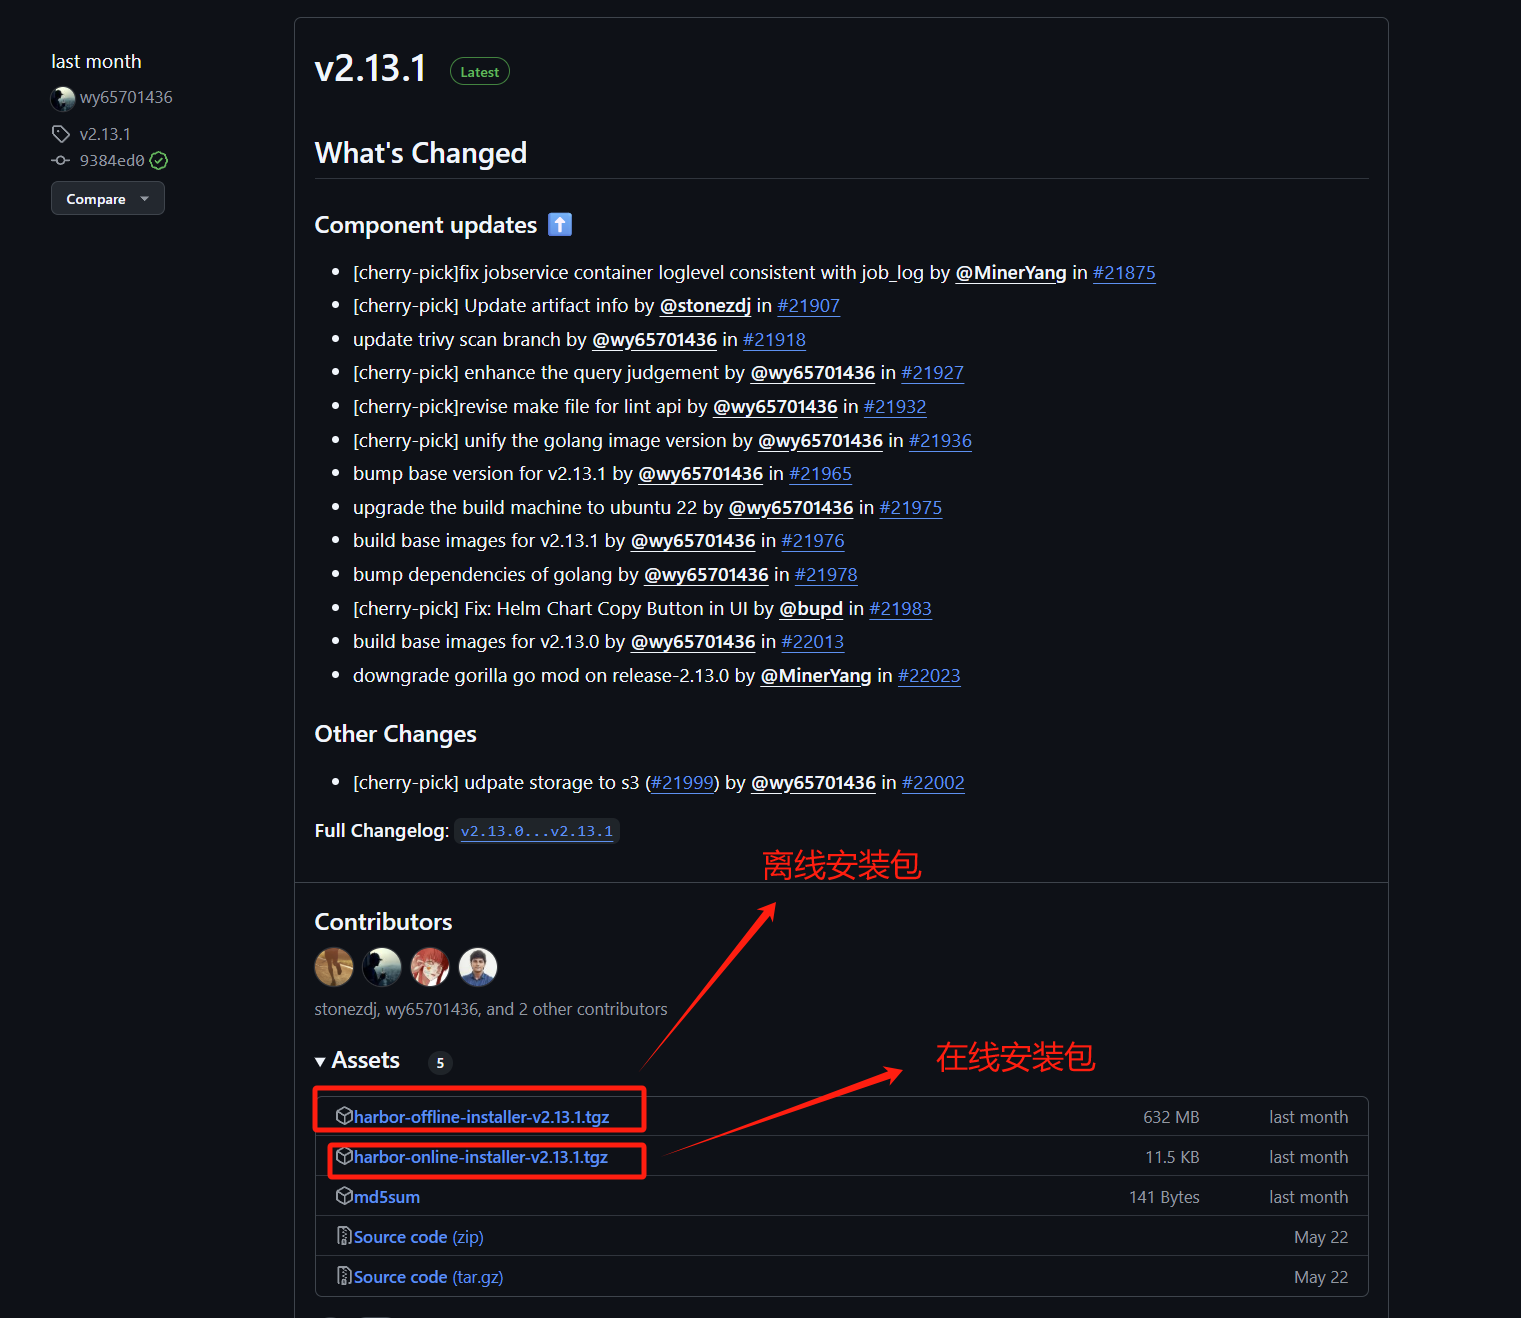 last month
wy65701436
v2.13.1
9384ed0
Compare
v2.13.1 Latest
What's Changed
Component updates ⬆️
[cherry-pick]fix jobservice container loglevel consistent with job_log by @MinerYang in #21875
[cherry-pick] Update artifact info by @stonezdj in #21907
update trivy scan branch by @wy65701436 in #21918
[cherry-pick] enhance the query judgement by @wy65701436 in #21927
[cherry-pick]revise make file for lint api by @wy65701436 in #21932
[cherry-pick] unify the golang image version by @wy65701436 in #21936
bump base version for v2.13.1 by @wy65701436 in #21965
upgrade the build machine to ubuntu 22 by @wy65701436 in #21975
build base images for v2.13.1 by @wy65701436 in #21976
bump dependencies of golang by @wy65701436 in #21978
[cherry-pick] Fix: Helm Chart Copy Button in UI by @bupd in #21983
build base images for v2.13.0 by @wy65701436 in #22013
downgrade gorilla go mod on release-2.13.0 by @MinerYang in #22023
Other Changes
[cherry-pick] udpate storage to s3 (#21999) by @wy65701436 in #22002
Full Changelog: v2.13.0...v2.13.1
离线安装包
Contributors
stonezdj, wy65701436, and 2 other contributors
在线安装包
Assets 5
harbor-offline-installer-v2.13.1.tgz 632 MB last month
harbor-online-installer-v2.13.1.tgz 11.5 KB last month
md5sum 141 Bytes last month
Source code (zip) May 22
Source code (tar.gz) May 22